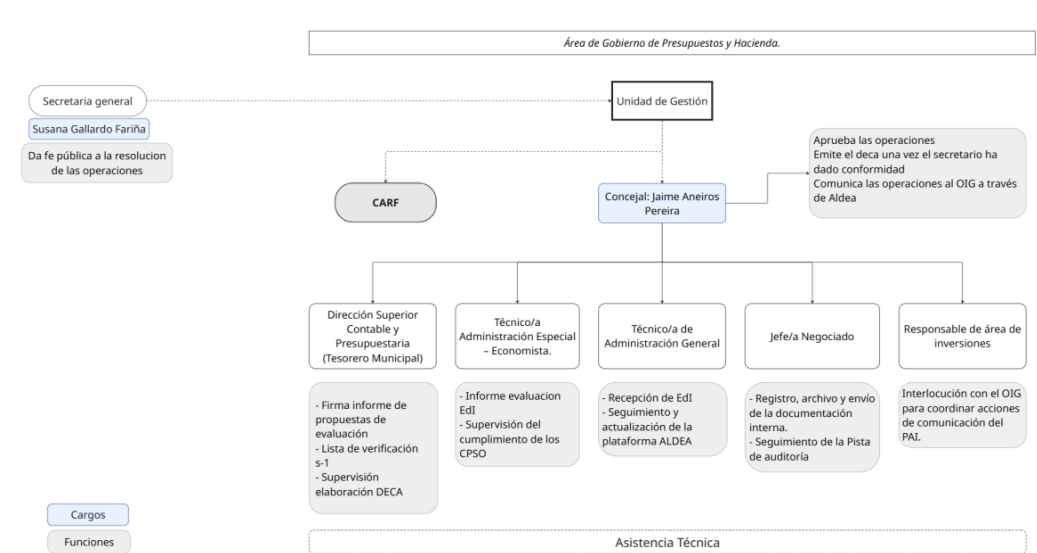 Área de Gobierno de Presupuestos y Hacienda.
Secretaria general
Unidad de Gestión
Susana Gallardo Fariña
Da fe pública a la resolucion
de las operaciones
Aprueba las operaciones
Emite el deca una vez el secretario ha
dado conformidad
Comunica las operaciones al OIG a través
de Aldea
CARF
Concejal: Jaime Aneiros
Pereira
Dirección Superior
Contable y
Presupuestaria
(Tesorero Municipal)
Técnico/a
Administración Especial
– Economista.
Técnico/a de
Administración General
Jefe/a Negociado
Responsable de área de
inversiones
- Firma informe de
propuestas de
evaluación
- Lista de verificación
s-1
- Supervisión
elaboración DECA
- Informe evaluacion
EdI
- Supervisión del
cumplimiento de los
CPSO
- Recepción de EdI
- Seguimiento y
actualización de la
plataforma ALDEA
- Registro, archivo y envío
de la documentación
interna.
- Seguimiento de la Pista
de auditoría
Interlocución con el OIG
para coordinar acciones
de comunicación del
PAI.
Cargos
Funciones
Asistencia Técnica